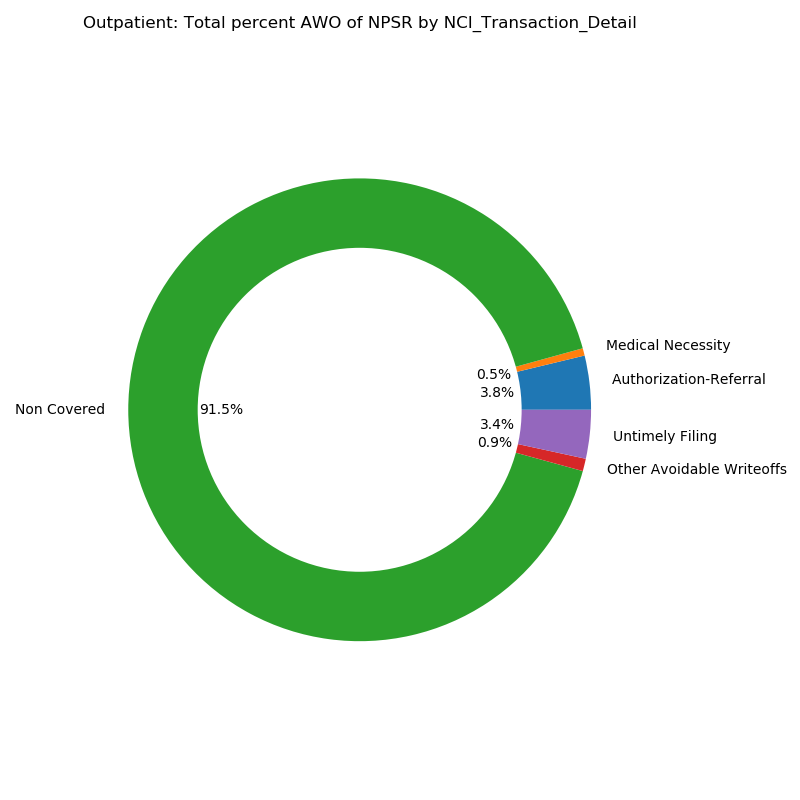 Outpatient: Total percent AWO of NPSR by NCI_Transaction_Detail
Medical Necessity
0.5%
Authorization-Referral
3.8%
Non Covered
91.5%
3.4%
Untimely Filing
0.9%
Other Avoidable Writeoffs